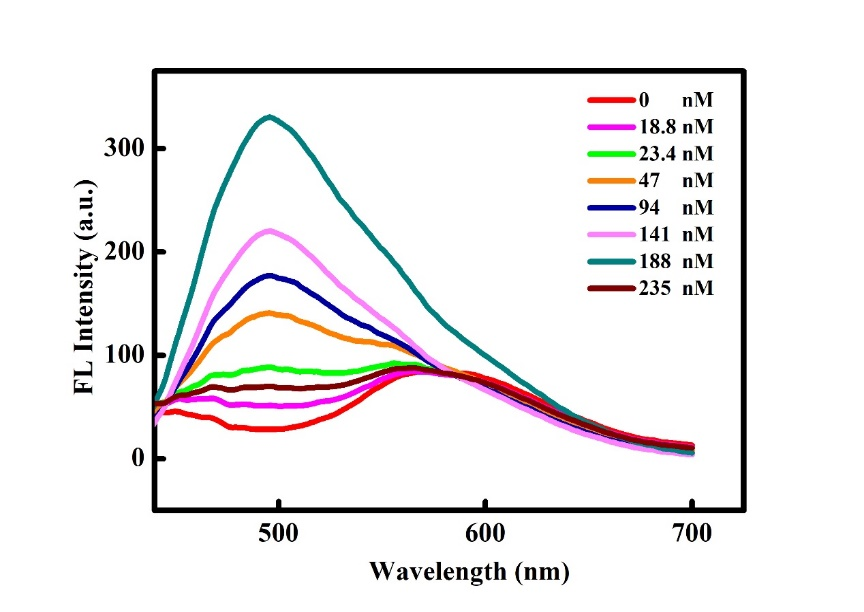 0 nM
18.8 nM
23.4 nM
47 nM
94 nM
141 nM
188 nM
235 nM
300
200
100
0
FL Intensity (a.u.)
500 600 700
Wavelength (nm)